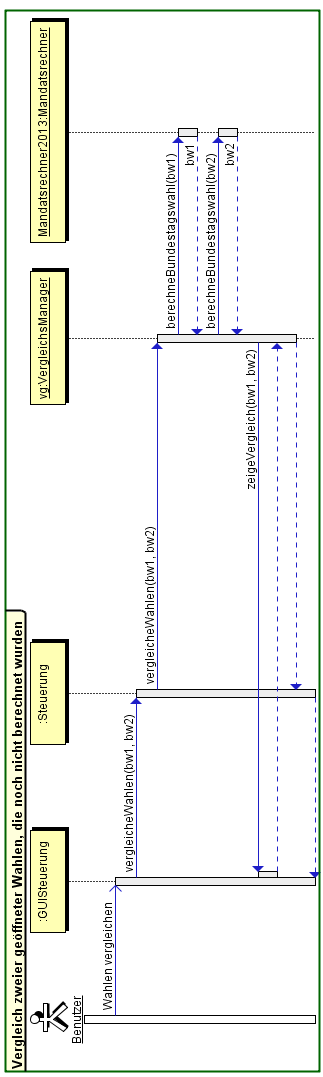 Vergleich zweier geöffneter Wahlen, die noch nicht berechnet wurden
Benutzer
:GUISteuerung
:Steuerung
vg:VergleichsManager
Mandatsrechner2013:Mandatsrechner
Wahlen vergleichen
vergleicheWahlen(bw1, bw2)
vergleicheWahlen(bw1, bw2)
berechneBundestagswahl(bw1)
bw1
berechneBundestagswahl(bw2)
bw2
zeigeVergleich(bw1, bw2)